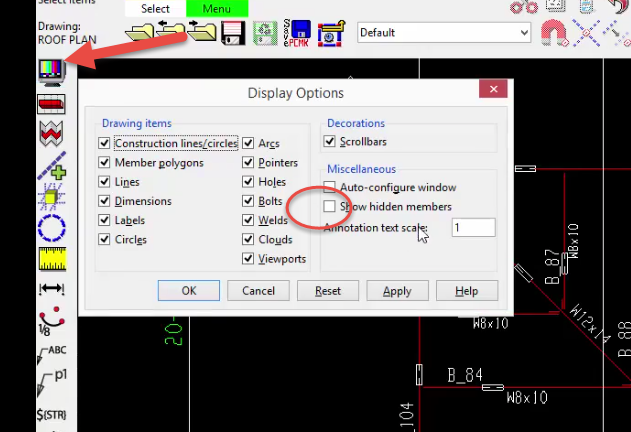 Select items
Select Menu
Drawing:
ROOF PLAN
Save
PCMK
Default
Display Options
Drawing items
Construction lines/circles
Member polygons
Lines
Dimensions
Labels
Circles
Arcs
Pointers
Holes
Bolts
Welds
Clouds
Viewports
Decorations
Scrollbars
Miscellaneous
Auto-configure window
Show hidden members
Annotation text scale: 1
OK Cancel Reset Apply Help
1/8
ABC
p1
$(STR)
20-
W8x10
B_87
W8x10
W12x14
B_88
B_84
W8x10
_104